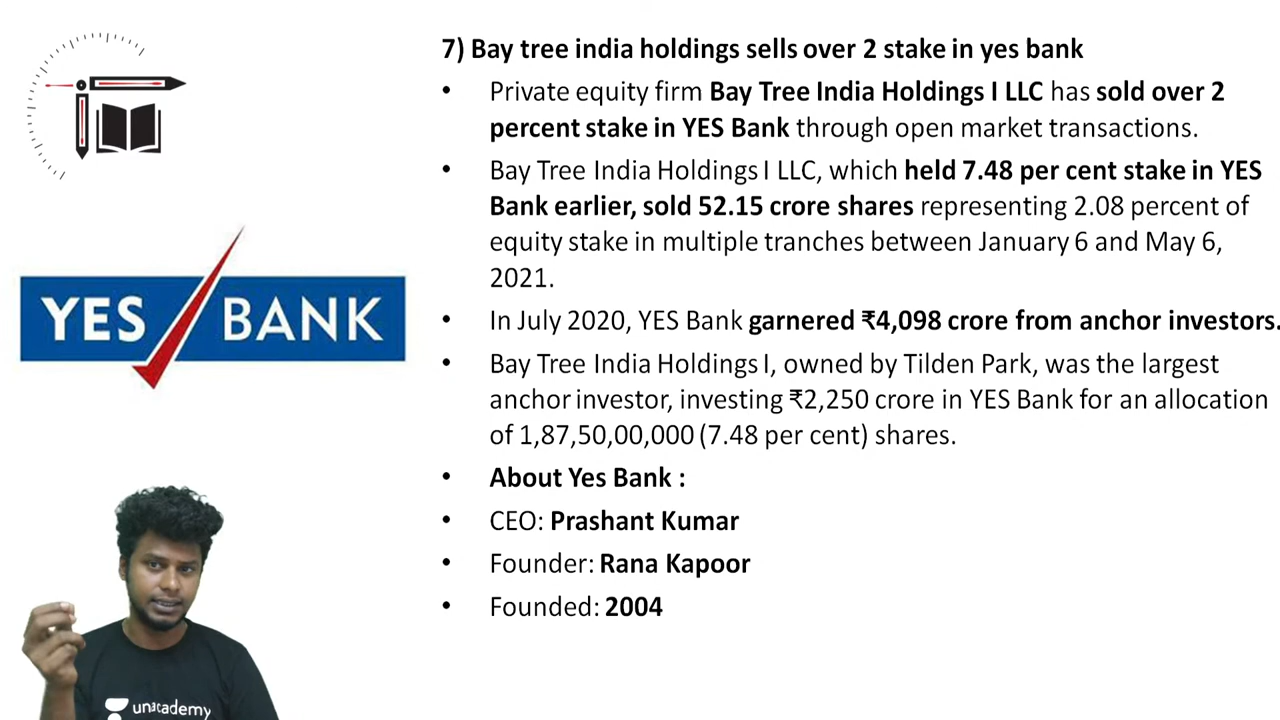 7) Bay tree india holdings sells over 2 stake in yes bank
• Private equity firm Bay Tree India Holdings I LLC has sold over 2
percent stake in YES Bank through open market transactions.
• Bay Tree India Holdings I LLC, which held 7.48 per cent stake in YES
Bank earlier, sold 52.15 crore shares representing 2.08 percent of
equity stake in multiple tranches between January 6 and May 6,
2021.
• In July 2020, YES Bank garnered ₹4,098 crore from anchor investors.
• Bay Tree India Holdings I, owned by Tilden Park, was the largest
anchor investor, investing ₹2,250 crore in YES Bank for an allocation
of 1,87,50,00,000 (7.48 per cent) shares.
• About Yes Bank :
• CEO: Prashant Kumar
• Founder: Rana Kapoor
• Founded: 2004
YES BANK
unacademy